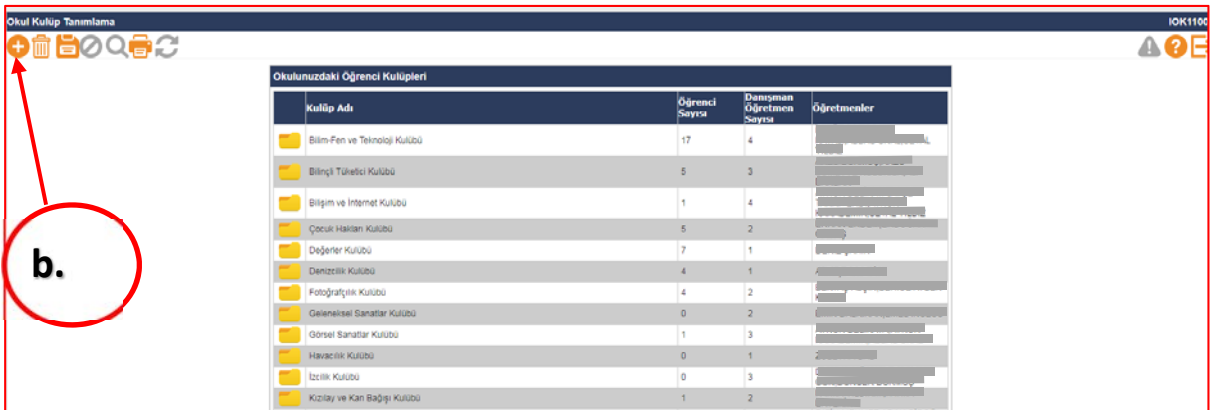 Okul Kulüp Tanımlama IOK1100
Okulunuzdaki Öğrenci Kulüpleri
Kulüp Adı Öğrenci Sayısı Danışman Öğretmen Sayısı Öğretmenler
Bilim-Fen ve Teknoloji Kulübü 17 4
Bilinçli Tüketici Kulübü 5 3
Bilişim ve İnternet Kulübü 1 4
Çocuk Hakları Kulübü 5 2
Değerler Kulübü 7 1
Denizcilik Kulübü 4 1
Fotoğrafçılık Kulübü 4 2
Geleneksel Sanatlar Kulübü 0 2
Görsel Sanatlar Kulübü 1 3
Havacılık Kulübü 0 1
İzcilik Kulübü 0 3
Kızılay ve Kan Bağışı Kulübü 1 2
b.